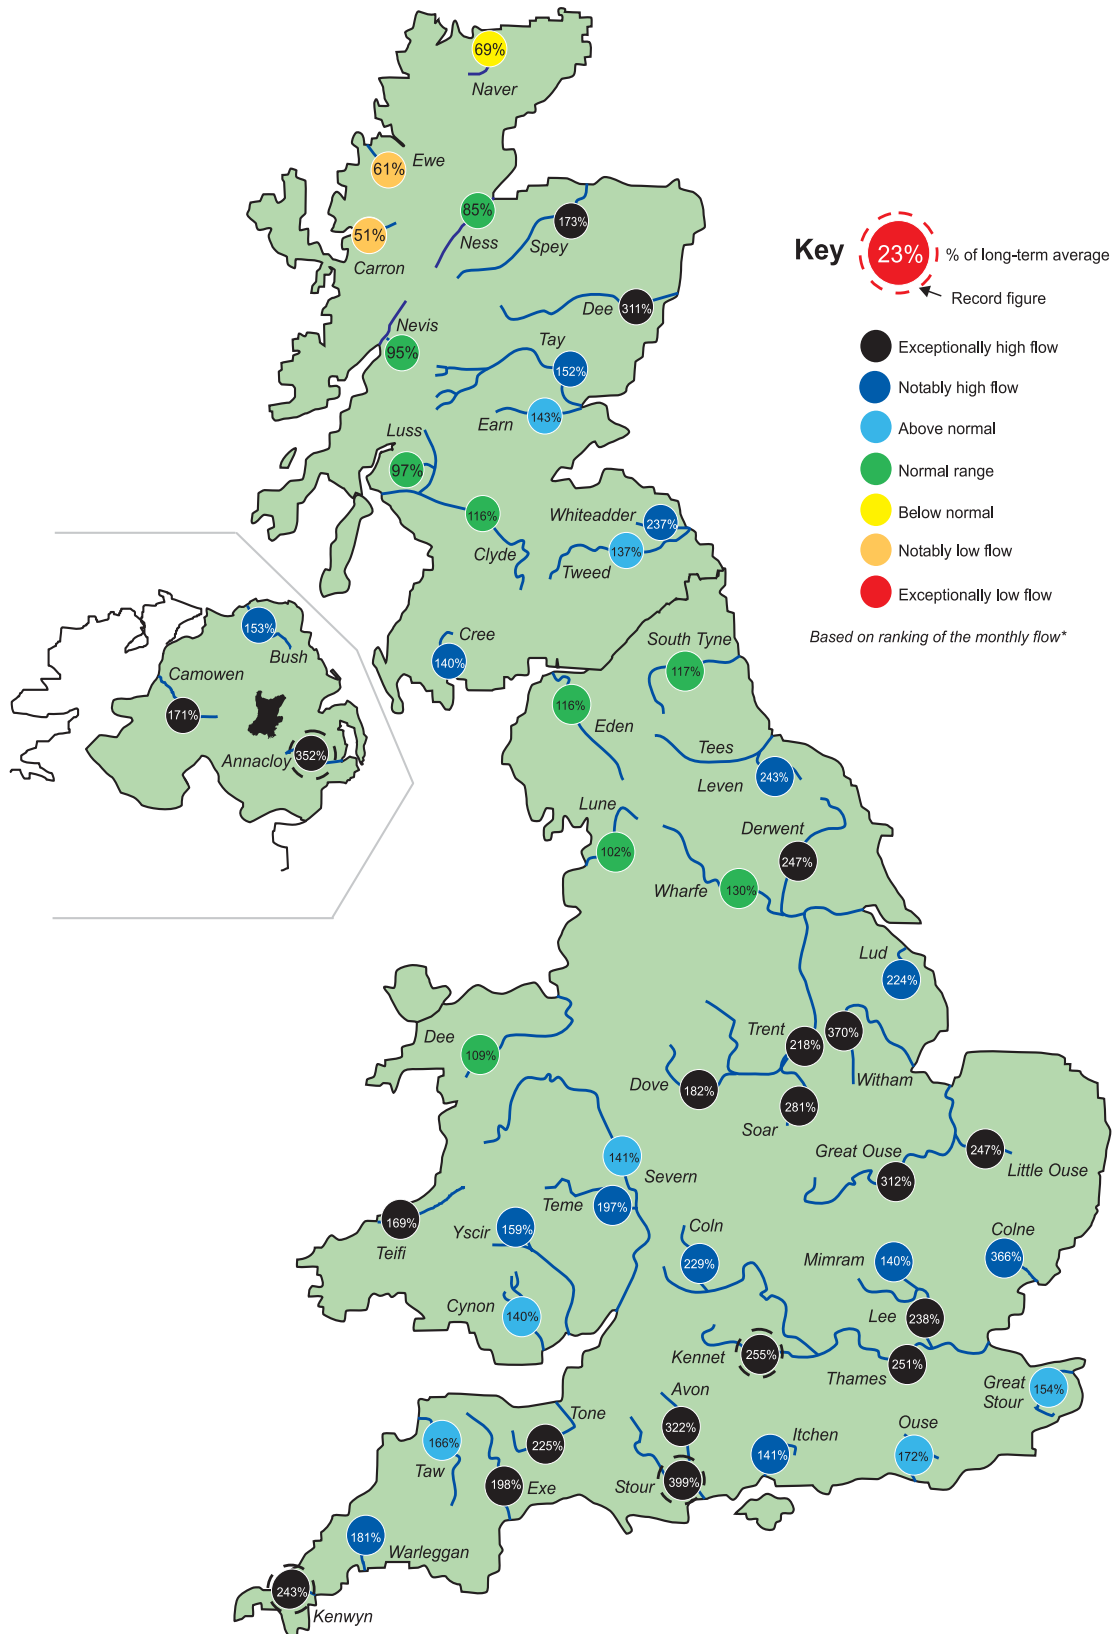 69%
Naver
Ewe
61%
85%
Ness
173%
Spey
51%
Carron
Key
23%
% of long-term average
Record figure
Dee
311%
Nevis
95%
Tay
152%
Exceptionally high flow
Notably high flow
Earn
143%
Above normal
Luss
97%
Normal range
116%
Clyde
Whiteadder
237%
Below normal
137%
Tweed
Notably low flow
Exceptionally low flow
Based on ranking of the monthly flow*
153%
Bush
Camowen
171%
Annacloy
352%
Cree
140%
South Tyne
117%
116%
Eden
Tees
Leven
243%
Lune
102%
Derwent
247%
Wharfe
130%
Lud
224%
Dee
109%
Trent
218%
370%
Witham
Dove
182%
281%
Soar
Great Ouse
312%
247%
Little Ouse
141%
Severn
Teme
197%
169%
Teifi
Yscir
159%
Coln
229%
Mimram
140%
Colne
366%
Cynon
140%
Lee
238%
Kennet
255%
Thames
251%
Great
Stour
154%
Avon
322%
Tone
225%
Itchen
141%
Ouse
172%
166%
Taw
198%
Exe
Stour
399%
181%
Warleggan
243%
Kenwyn